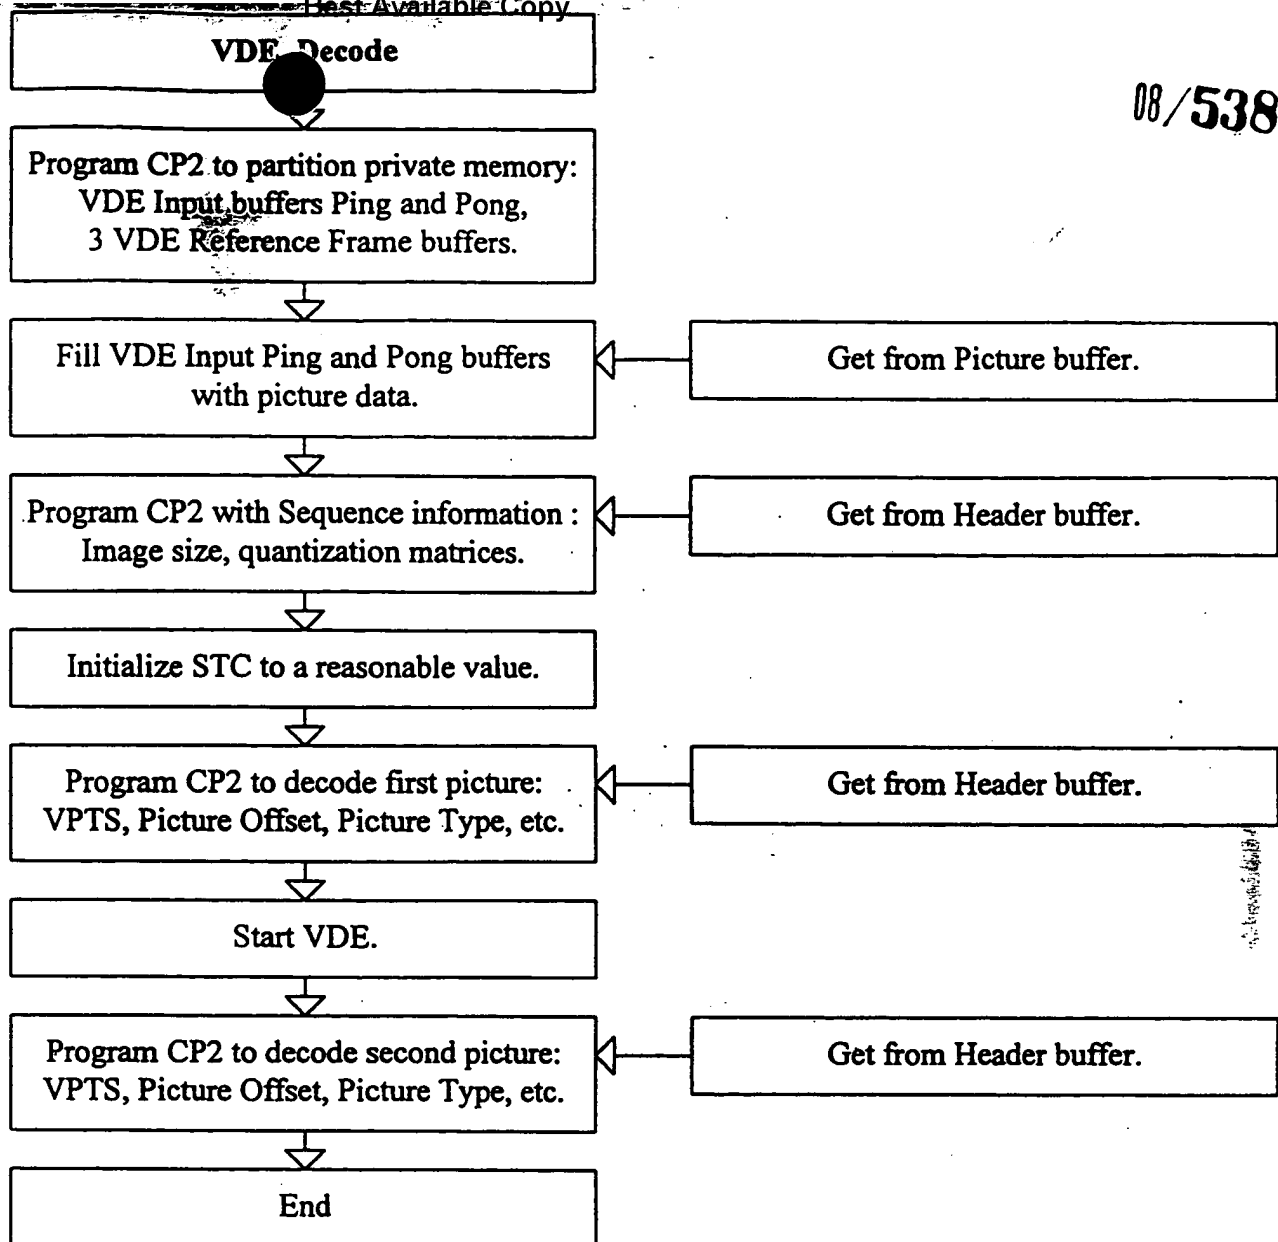 Best Available Copy
VDE Decode
08/538
Program CP2 to partition private memory:
VDE Input buffers Ping and Pong,
3 VDE Reference Frame buffers.
Fill VDE Input Ping and Pong buffers
with picture data.
Get from Picture buffer.
Program CP2 with Sequence information :
Image size, quantization matrices.
Get from Header buffer.
Initialize STC to a reasonable value.
Program CP2 to decode first picture:
VPTS, Picture Offset, Picture Type, etc.
Get from Header buffer.
Start VDE.
Program CP2 to decode second picture:
VPTS, Picture Offset, Picture Type, etc.
Get from Header buffer.
End